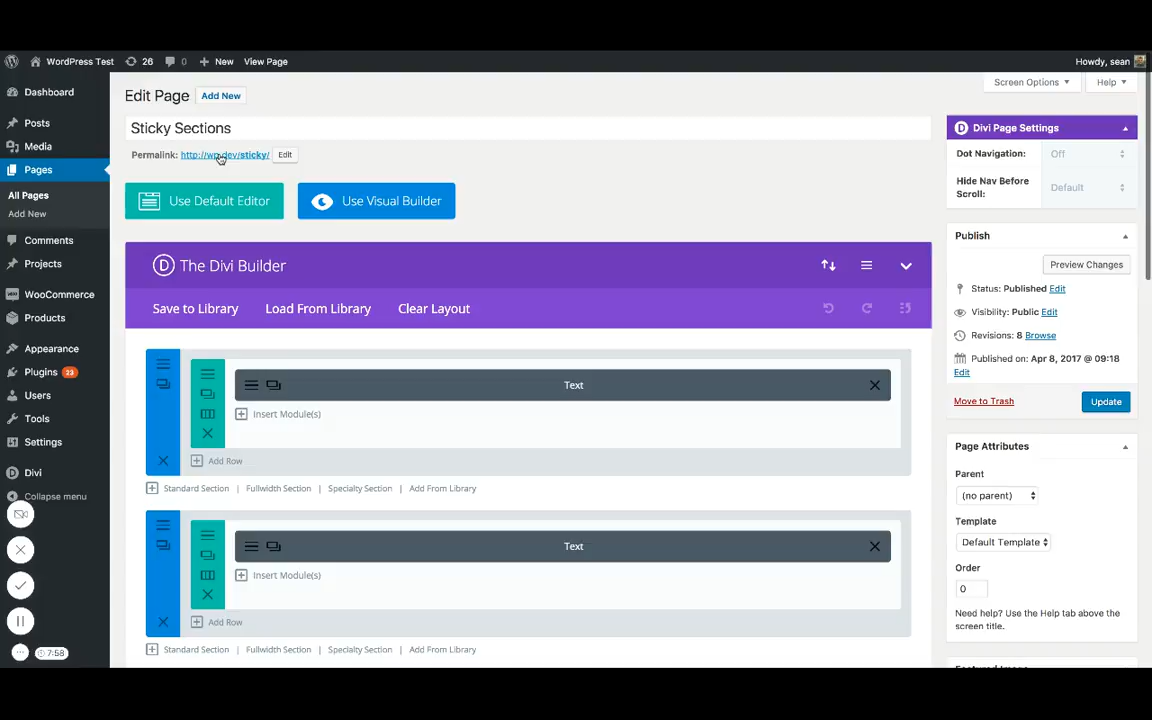 WordPress Test
26
0
New
View Page
Howdy, sean
Dashboard
Posts
Media
Pages
All Pages
Add New
Comments
Projects
WooCommerce
Products
Appearance
Plugins 23
Users
Tools
Settings
Divi
Collapse menu
7:58
Screen Options
Help
Edit Page
Add New
Sticky Sections
Permalink: http://wp.dev/sticky/ Edit
Use Default Editor
Use Visual Builder
The Divi Builder
Save to Library
Load From Library
Clear Layout
Text
Insert Module(s)
Add Row
Standard Section | Fullwidth Section | Specialty Section | Add From Library
Text
Insert Module(s)
Add Row
Standard Section | Fullwidth Section | Specialty Section | Add From Library
Divi Page Settings
Dot Navigation: Off
Hide Nav Before
Scroll:
Default
Publish
Preview Changes
Status: Published Edit
Visibility: Public Edit
Revisions: 8 Browse
Published on: Apr 8, 2017 @ 09:18
Edit
Move to Trash
Update
Page Attributes
Parent
(no parent)
Template
Default Template
Order
0
Need help? Use the Help tab above the
screen title.
Featured Image